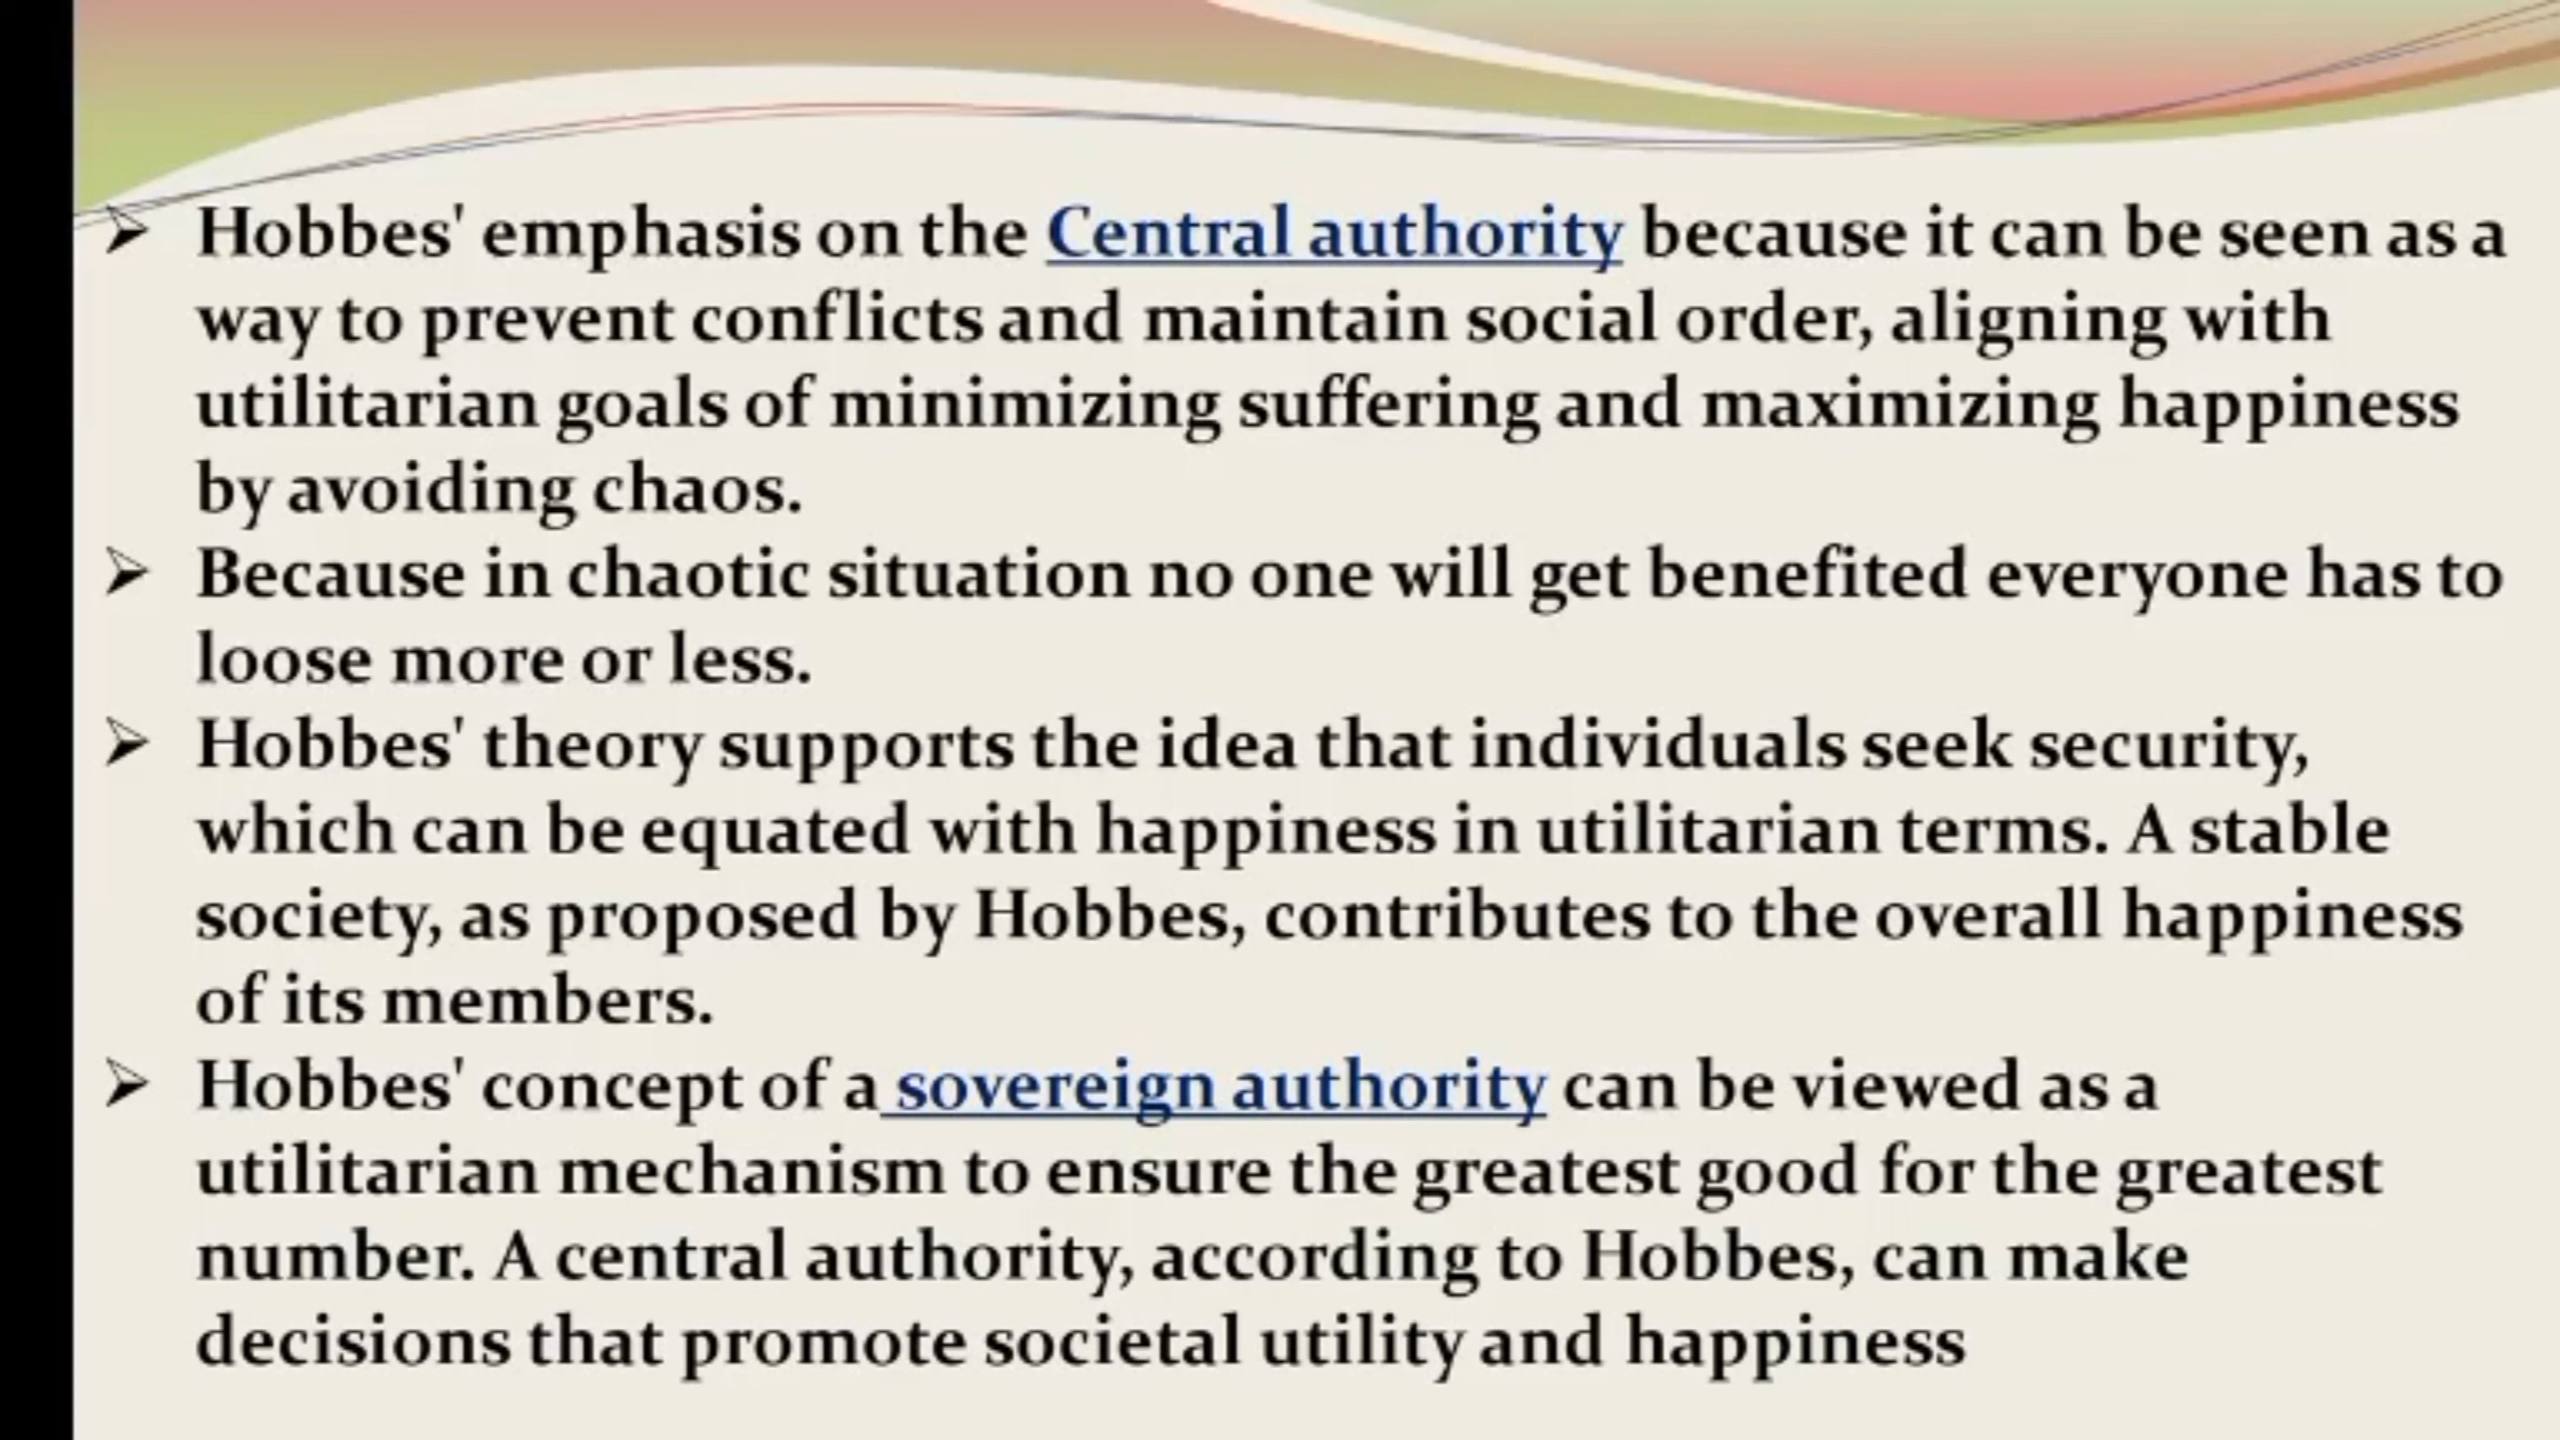 Hobbes' emphasis on the Central authority because it can be seen as a
way to prevent conflicts and maintain social order, aligning with
utilitarian goals of minimizing suffering and maximizing happiness
by avoiding chaos.
Because in chaotic situation no one will get benefited everyone has to
loose more or less.
Hobbes' theory supports the idea that individuals seek security,
which can be equated with happiness in utilitarian terms. A stable
society, as proposed by Hobbes, contributes to the overall happiness
of its members.
Hobbes' concept of a sovereign authority can be viewed as a
utilitarian mechanism to ensure the greatest good for the greatest
number. A central authority, according to Hobbes, can make
decisions that promote societal utility and happiness